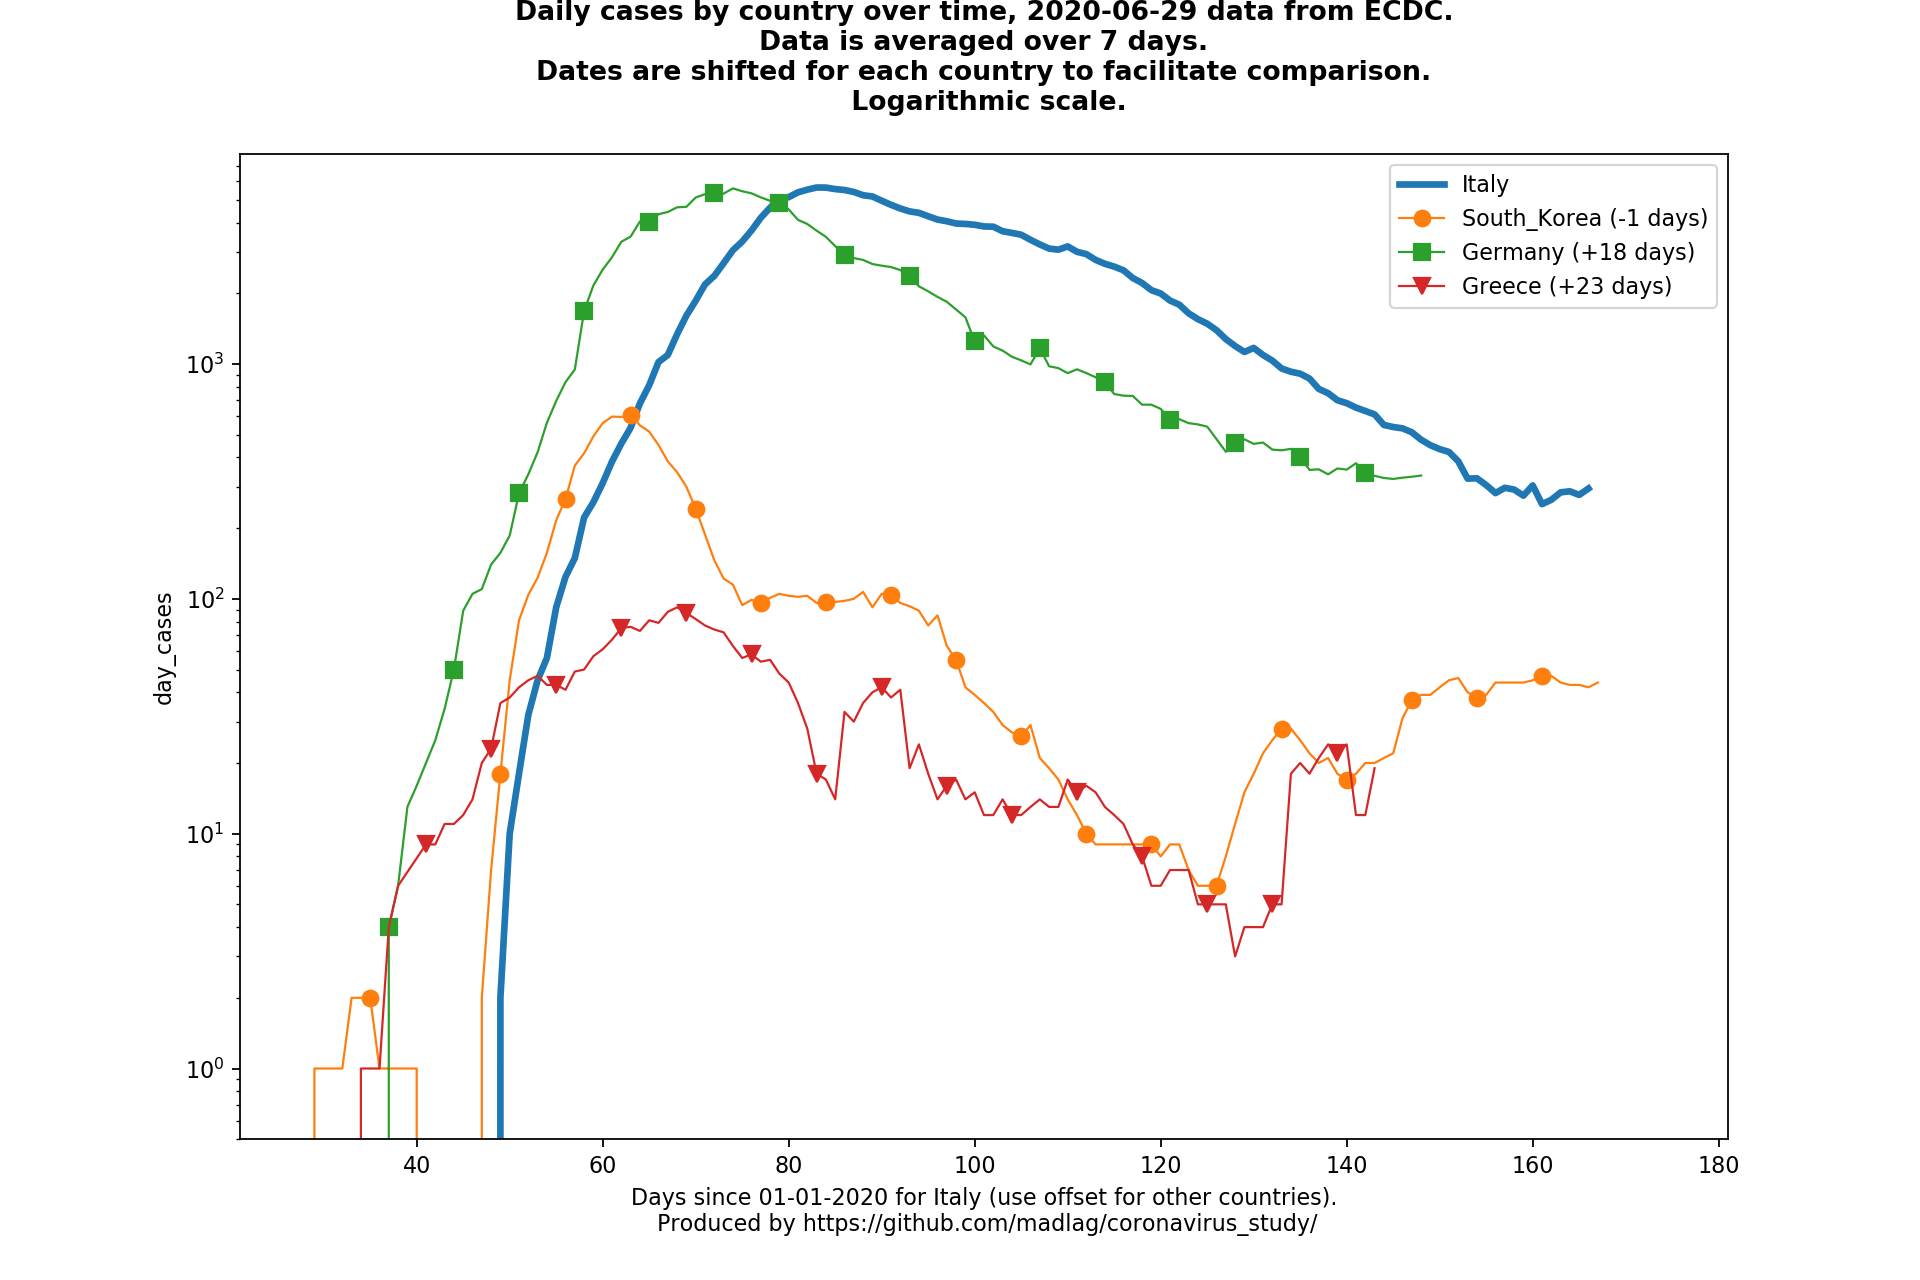 Daily cases by country over time, 2020-06-29 data from ECDC.
Data is averaged over 7 days.
Dates are shifted for each country to facilitate comparison.
Logarithmic scale.
Italy
South_Korea (-1 days)
Germany (+18 days)
Greece (+23 days)
day_cases
10³
10²
10¹
10⁰
40 60 80 100 120 140 160 180
Days since 01-01-2020 for Italy (use offset for other countries).
Produced by https://github.com/madlag/coronavirus_study/